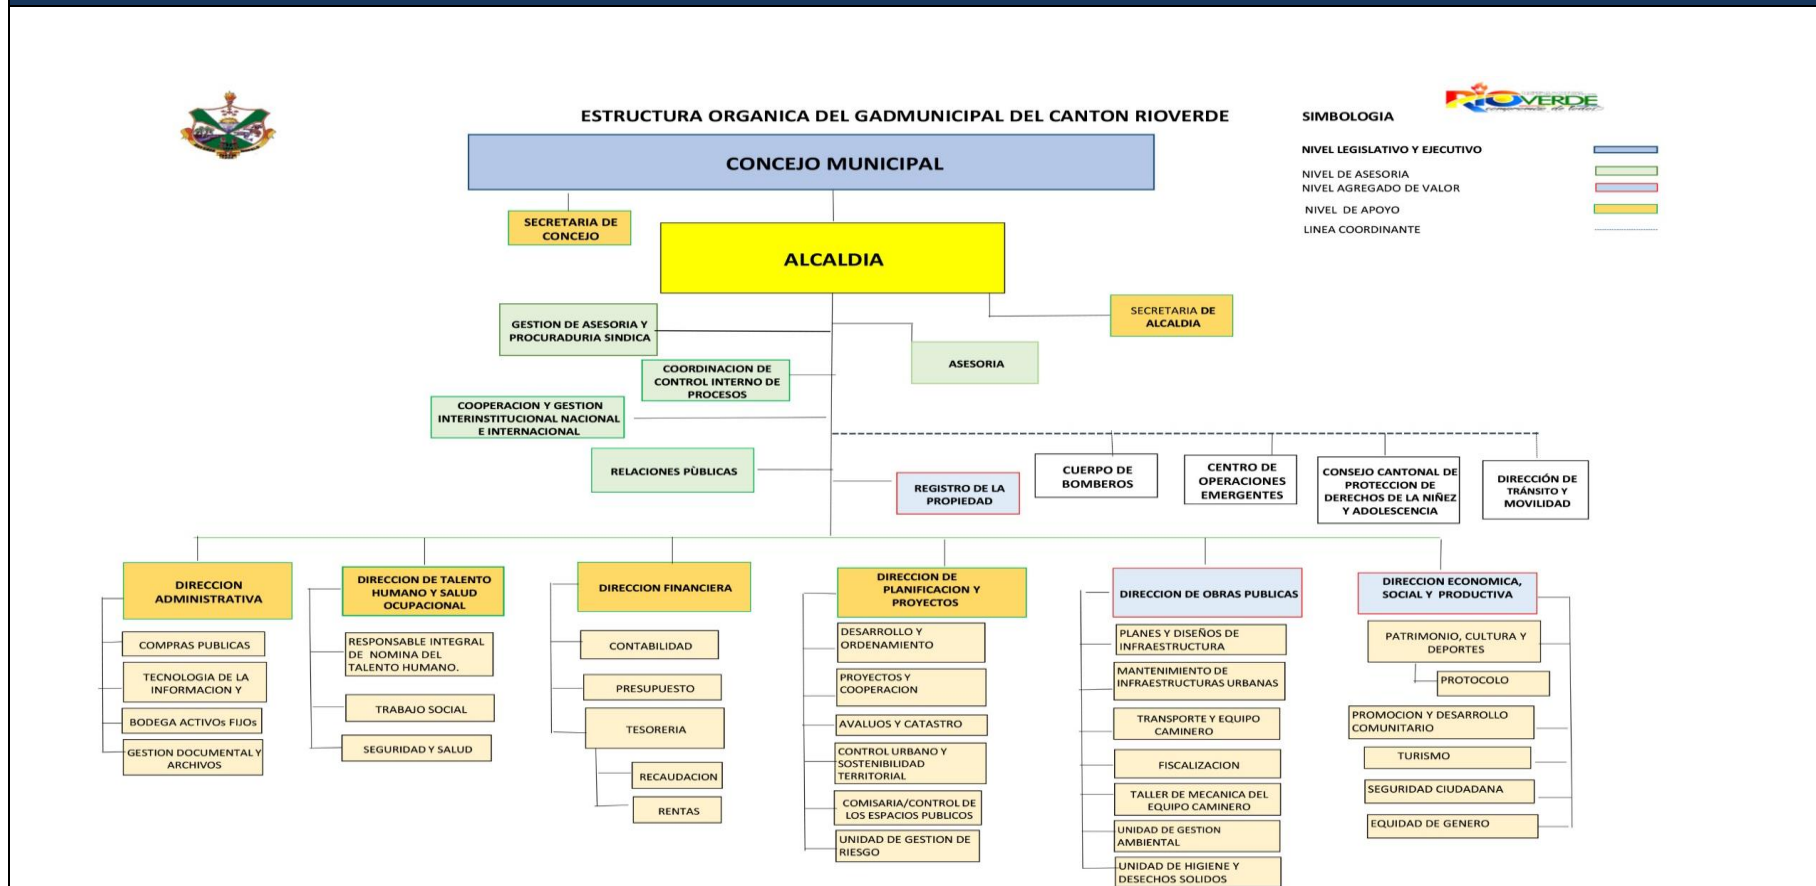 ESTRUCTURA ORGANICA DEL GADMUNICIPAL DEL CANTON RIOVERDE
SIMBOLOGIA
RIOVERDE
NIVEL LEGISLATIVO Y EJECUTIVO
NIVEL DE ASESORIA
NIVEL AGREGADO DE VALOR
NIVEL DE APOYO
LINEA COORDINANTE
CONCEJO MUNICIPAL
SECRETARIA DE
CONCEJO
ALCALDIA
SECRETARIA DE
ALCALDIA
GESTION DE ASESORIA Y
PROCURADURIA SINDICA
ASESORIA
COORDINACION DE
CONTROL INTERNO DE
PROCESOS
COOPERACION Y GESTION
INTERINSTITUCIONAL NACIONAL
E INTERNACIONAL
RELACIONES PÙBLICAS
REGISTRO DE LA
PROPIEDAD
CUERPO DE
BOMBEROS
CENTRO DE
OPERACIONES
EMERGENTES
CONSEJO CANTONAL DE
PROTECCION DE
DERECHOS DE LA NIÑEZ
Y ADOLESCENCIA
DIRECCIÓN DE
TRÁNSITO Y
MOVILIDAD
DIRECCION
ADMINISTRATIVA
COMPRAS PUBLICAS
TECNOLOGIA DE LA
INFORMACION Y
BODEGA ACTIVOs FIJOs
GESTION DOCUMENTAL Y
ARCHIVOS
DIRECCION DE TALENTO
HUMANO Y SALUD
OCUPACIONAL
RESPONSABLE INTEGRAL
DE NOMINA DEL
TALENTO HUMANO.
TRABAJO SOCIAL
SEGURIDAD Y SALUD
DIRECCION FINANCIERA
CONTABILIDAD
PRESUPUESTO
TESORERIA
RECAUDACION
RENTAS
DIRECCION DE
PLANIFICACION Y
PROYECTOS
DESARROLLO Y
ORDENAMIENTO
PROYECTOS Y
COOPERACION
AVALUOS Y CATASTRO
CONTROL URBANO Y
SOSTENIBILIDAD
TERRITORIAL
COMISARIA/CONTROL DE
LOS ESPACIOS PUBLICOS
UNIDAD DE GESTION DE
RIESGO
DIRECCION DE OBRAS PUBLICAS
PLANES Y DISEÑOS DE
INFRAESTRUCTURA
MANTENIMIENTO DE
INFRAESTRUCTURAS URBANAS
TRANSPORTE Y EQUIPO
CAMINERO
FISCALIZACION
TALLER DE MECANICA DEL
EQUIPO CAMINERO
UNIDAD DE GESTION
AMBIENTAL
UNIDAD DE HIGIENE Y
DESECHOS SOLIDOS
DIRECCION ECONOMICA,
SOCIAL Y PRODUCTIVA
PATRIMONIO, CULTURA Y
DEPORTES
PROTOCOLO
PROMOCION Y DESARROLLO
COMUNITARIO
TURISMO
SEGURIDAD CIUDADANA
EQUIDAD DE GENERO